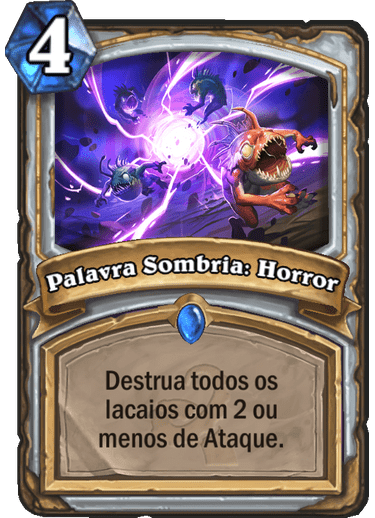 4
Palavra Sombria: Horror
Destrua todos os
lacaios com 2 ou
menos de Ataque.